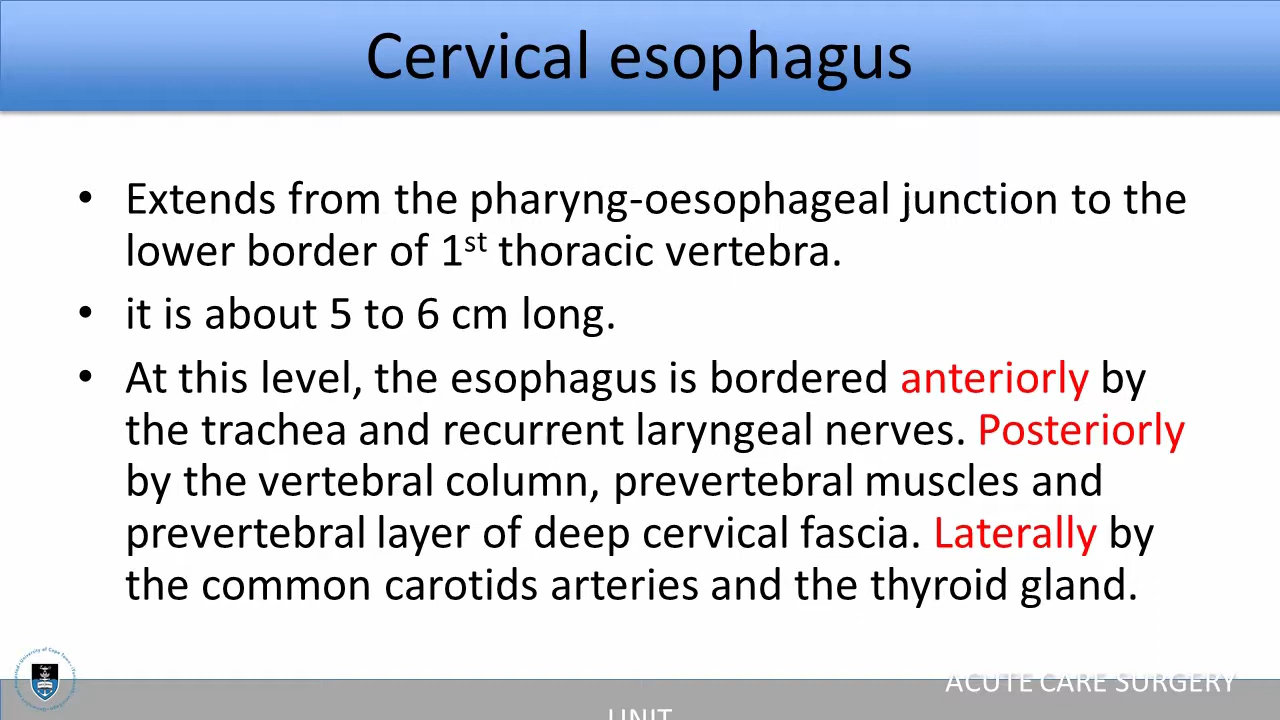 Cervical esophagus
• Extends from the pharyng-oesophageal junction to the
lower border of 1st thoracic vertebra.
• it is about 5 to 6 cm long.
• At this level, the esophagus is bordered anteriorly by
the trachea and recurrent laryngeal nerves. Posteriorly
by the vertebral column, prevertebral muscles and
prevertebral layer of deep cervical fascia. Laterally by
the common carotids arteries and the thyroid gland.
ACUTE CARE SURGERY
UNIT